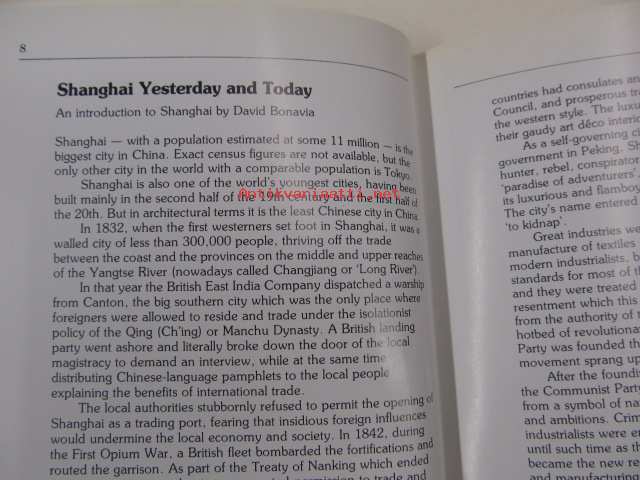 8
Shanghai Yesterday and Today
An introduction to Shanghai by David Bonavia
Shanghai — with a population estimated at some 11 million — is the
biggest city in China. Exact census figures are not available, but the
only other city in the world with a comparable population is Tokyo.
Shanghai is also one of the world's youngest cities, having been
built mainly in the second half of the 19th century and the first half of
the 20th. But in architectural terms it is the least Chinese city in China.
In 1832, when the first westerners set foot in Shanghai, it was a
walled city of less than 300,000 people, thriving off the trade
between the coast and the provinces on the middle and upper reaches
of the Yangtse River (nowadays called Changjiang or 'Long River').
In that year the British East India Company dispatched a warship
from Canton, the big southern city which was the only place where
foreigners were allowed to reside and trade under the isolationist
policy of the Qing (Ch'ing) or Manchu Dynasty. A British landing
party went ashore and literally broke down the door of the local
magistracy to demand an interview, while at the same time
distributing Chinese-language pamphlets to the local people
explaining the benefits of international trade.
The local authorities stubbornly refused to permit the opening of
Shanghai as a trading port, fearing that insidious foreign influences
would undermine the local economy and society. In 1842, during
the First Opium War, a British fleet bombarded the fortifications and
routed the garrison. As part of the Treaty of Nanking which ended
permission to trade and
countries had consulates an
Council, and prosperous tra
the western style. The luxu
their gaudy art déco interio
As a self-governing
government in Peking. Sh
hunter, rebel, conspirator
'paradise of adventurers',
its luxurious and flambo
The city's name entered
'to kidnap'.
Great industries we
manufacture of textiles
modern industrialists, b
standards for most of t
and they were treated
resentment which this
from the authority of t
hotbed of revolutiona
Party was founded th
movement sprang up
After the foundi
the Communist Party
from a symbol of na
and ambitions. Crim
industrialists were en
until such time as th
became the new re
and manufacturing